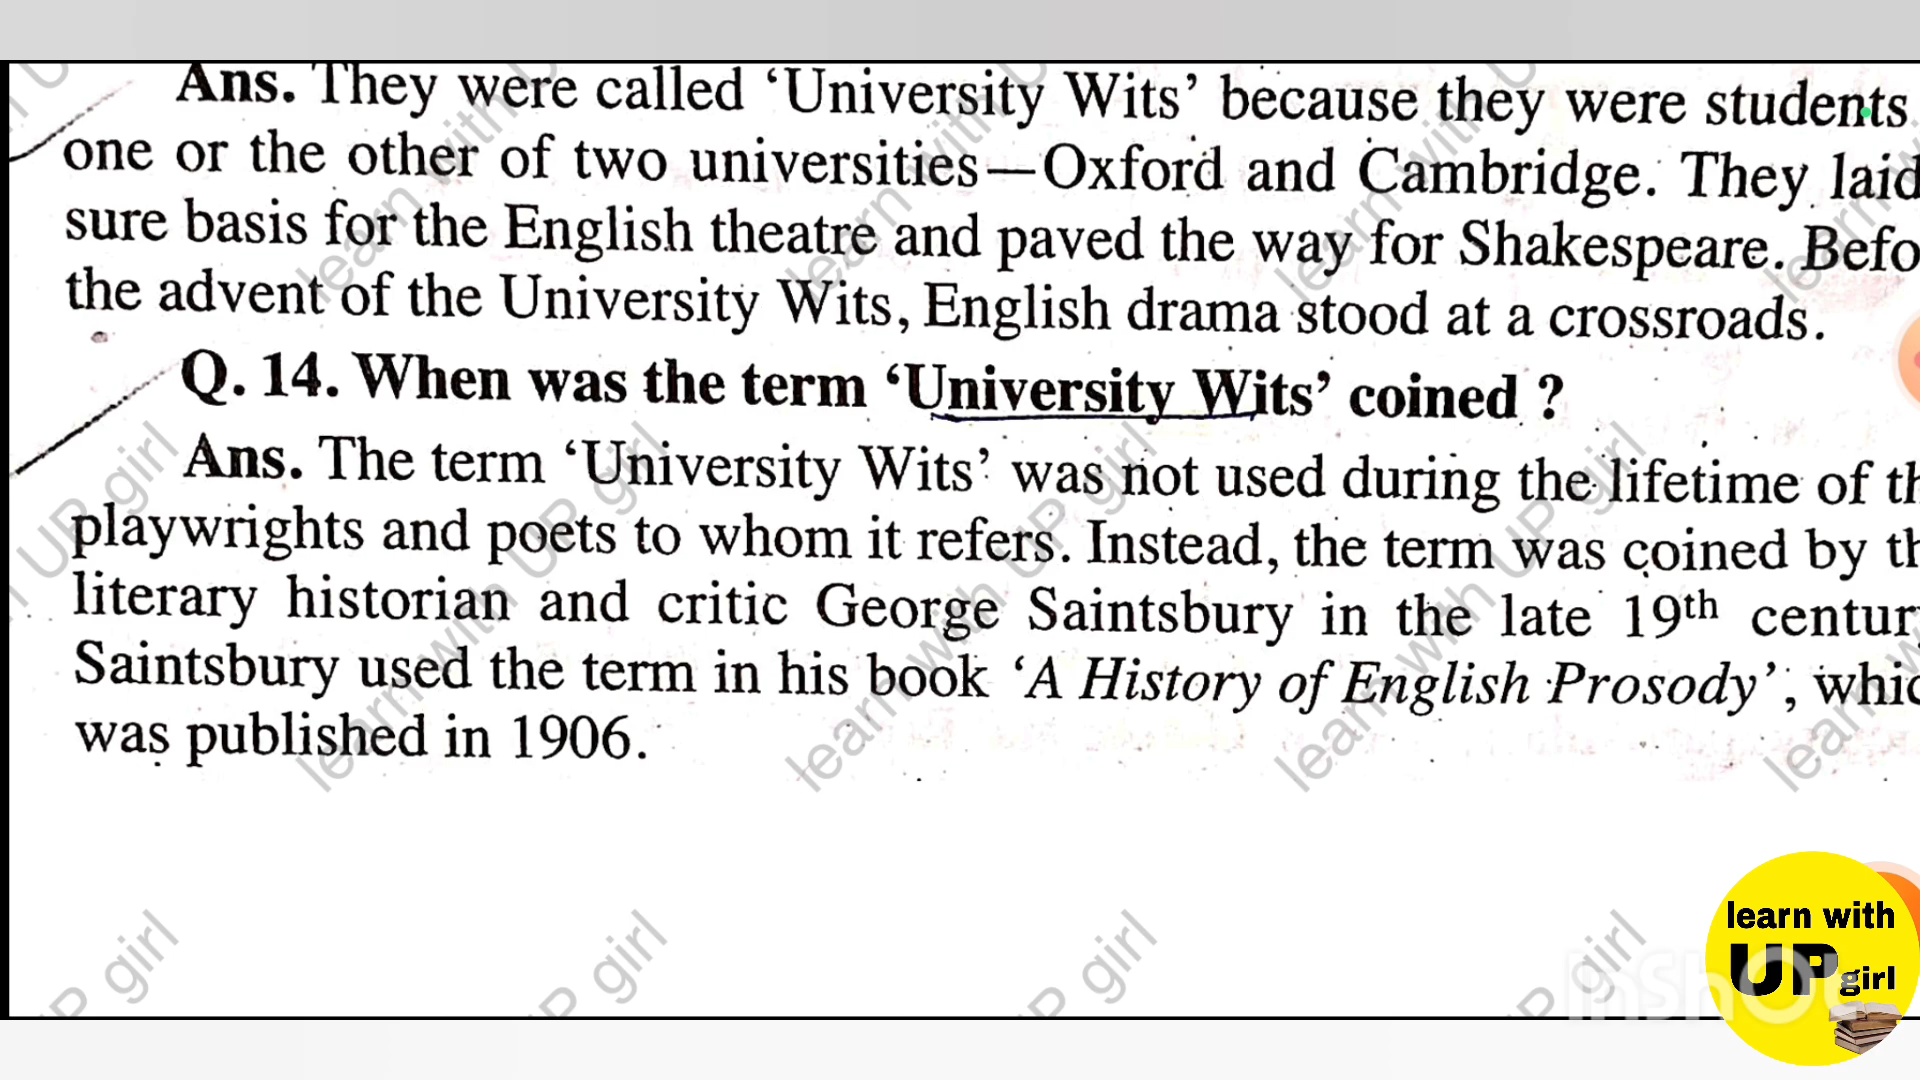 Ans. They were called ‘University Wits’ because they were students
one or the other of two universities—Oxford and Cambridge. They laid
sure basis for the English theatre and paved the way for Shakespeare. Befo
the advent of the University Wits, English drama stood at a crossroads.
Q. 14. When was the term ‘University Wits’ coined ?
Ans. The term ‘University Wits’ was not used during the lifetime of th
playwrights and poets to whom it refers. Instead, the term was coined by th
literary historian and critic George Saintsbury in the late 19th centur
Saintsbury used the term in his book ‘A History of English Prosody’, whic
was published in 1906.
learn with
UP girl
InShOt